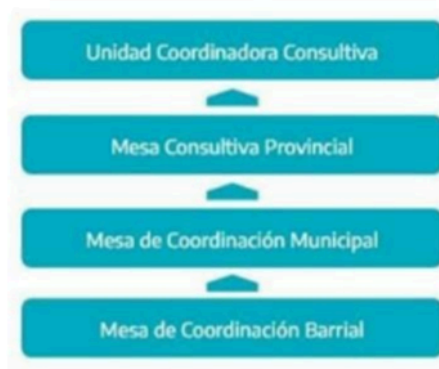 Unidad Coordinadora Consultiva
Mesa Consultiva Provincial
Mesa de Coordinación Municipal
Mesa de Coordinación Barrial